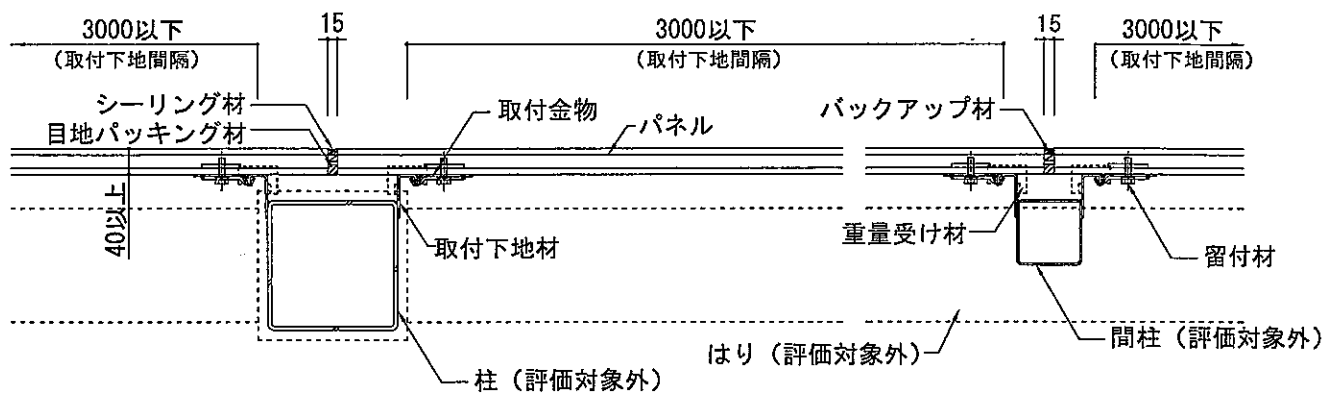 3000以下
(取付下地間隔)
15
3000以下
(取付下地間隔)
15
3000以下
(取付下地間隔)
シーリング材
目地パッキング材
取付金物
パネル
バックアップ材
40以上
取付下地材
重量受け材
留付材
はり（評価対象外）
間柱（評価対象外）
柱（評価対象外）